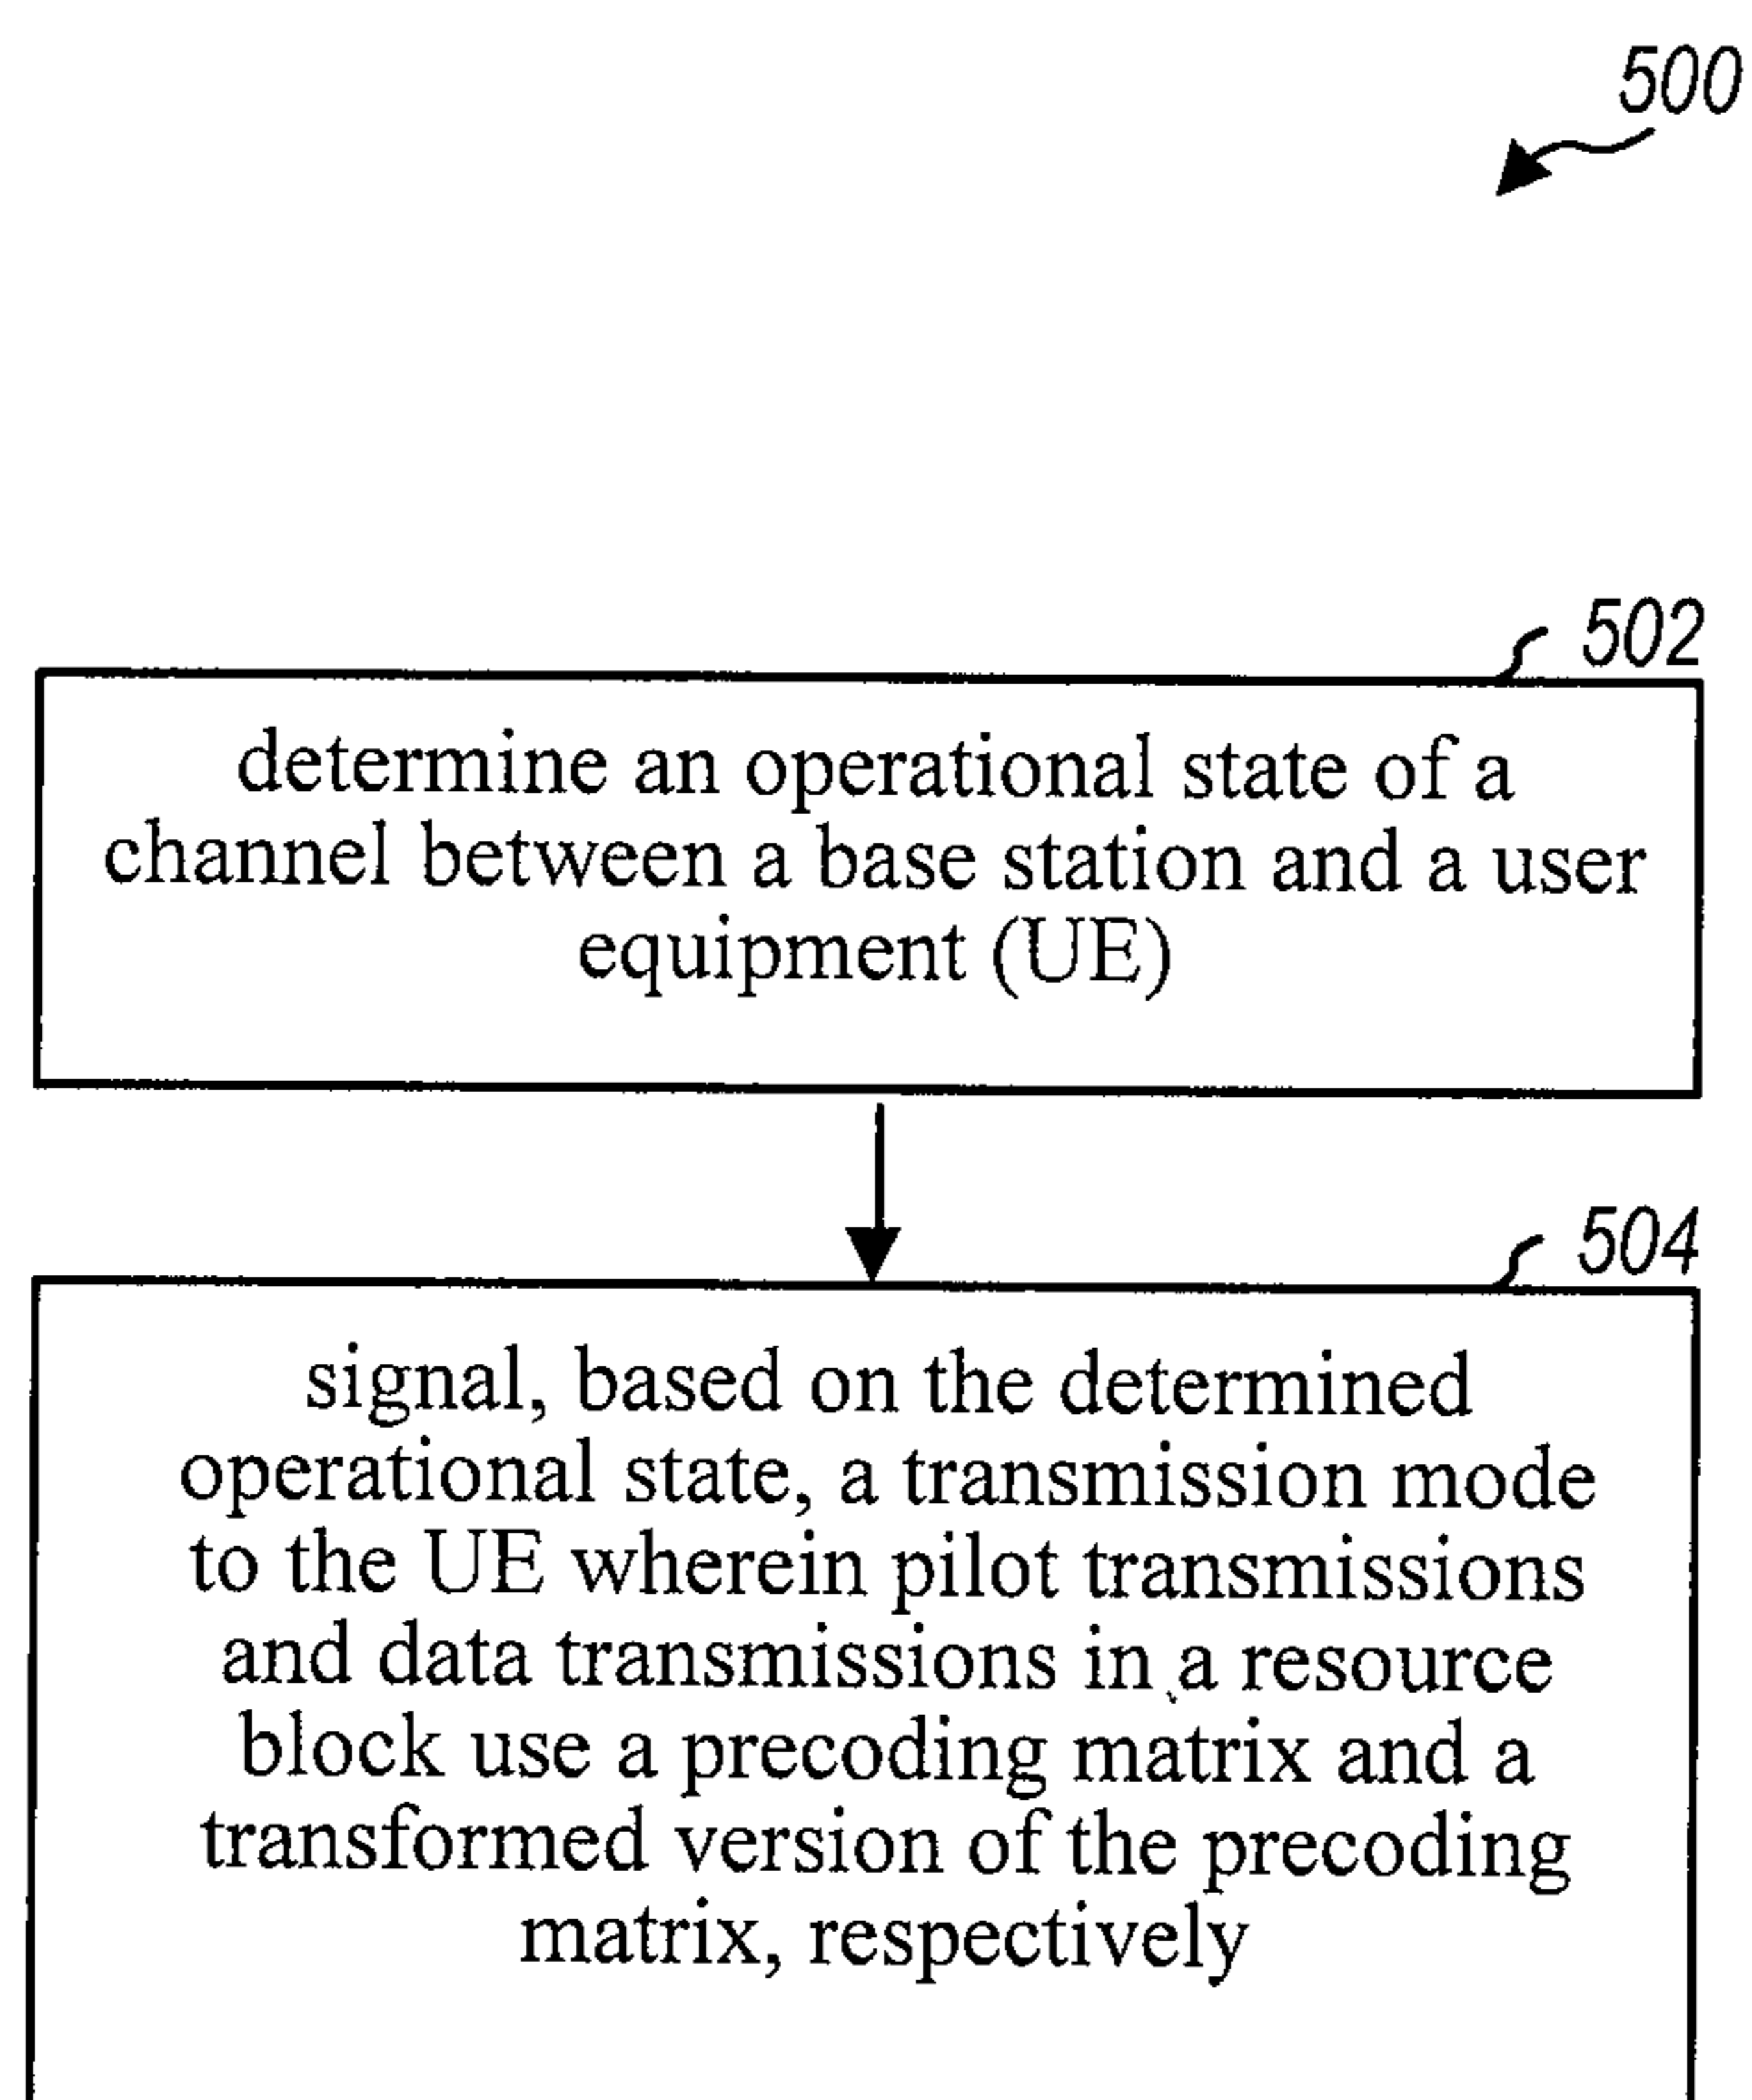 500
502
determine an operational state of a
channel between a base station and a user
equipment (UE)
504
signal, based on the determined
operational state, a transmission mode
to the UE wherein pilot transmissions
and data transmissions in a resource
block use a precoding matrix and a
transformed version of the precoding
matrix, respectively